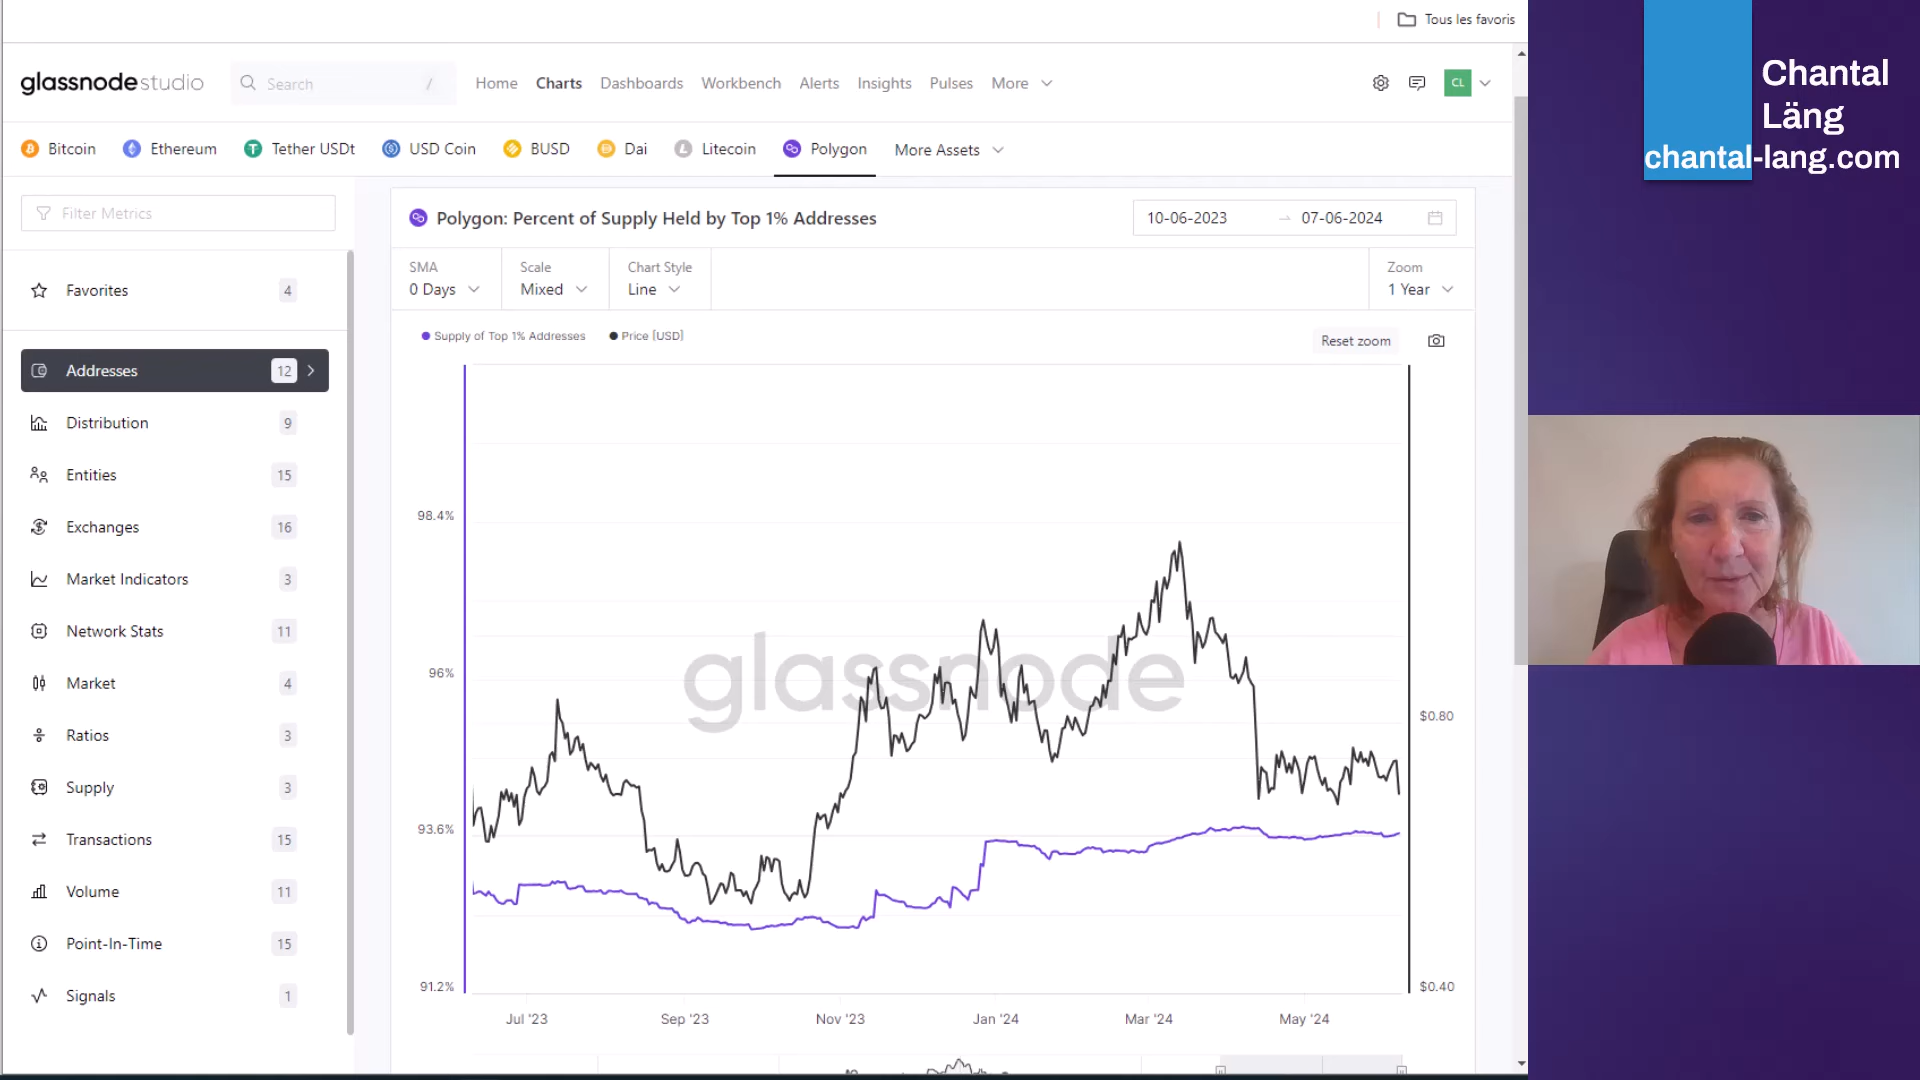 Tous les favoris
Chantal
Läng
chantal-lang.com
glassnode studio
Search /
Home Charts Dashboards Workbench Alerts Insights Pulses More
CL
Bitcoin Ethereum Tether USDt USD Coin BUSD Dai Litecoin Polygon More Assets
Filter Metrics
Favorites 4
Addresses 12
Distribution 9
Entities 15
Exchanges 16
Market Indicators 3
Network Stats 11
Market 4
Ratios 3
Supply 3
Transactions 15
Volume 11
Point-In-Time 15
Signals 1
Polygon: Percent of Supply Held by Top 1% Addresses
10-06-2023 → 07-06-2024
SMA
0 Days
Scale
Mixed
Chart Style
Line
Zoom
1 Year
Supply of Top 1% Addresses Price [USD]
Reset zoom
98.4%
96%
93.6%
91.2%
glassnode
$0.80
$0.40
Jul '23 Sep '23 Nov '23 Jan '24 Mar '24 May '24